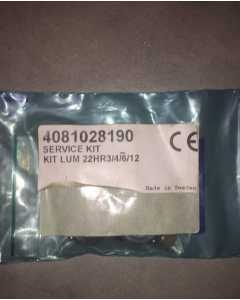 4081028190
SERVICE KIT
KIT LUM 22HR3/4/6/12
CE
Made in Sweden